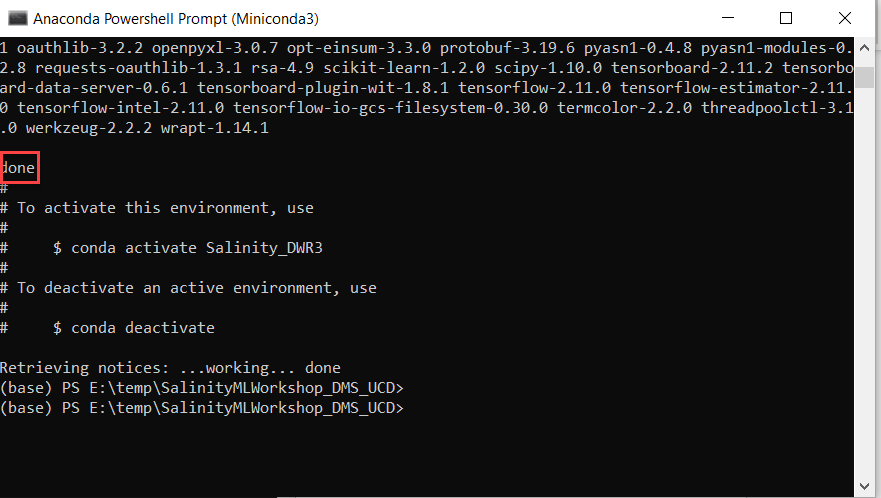 Anaconda Powershell Prompt (Miniconda3)
1 oauthlib-3.2.2 openpyxl-3.0.7 opt-einsum-3.3.0 protobuf-3.19.6 pyasn1-0.4.8 pyasn1-modules-0.
2.8 requests-oauthlib-1.3.1 rsa-4.9 scikit-learn-1.2.0 scipy-1.10.0 tensorboard-2.11.2 tensorbo
ard-data-server-0.6.1 tensorboard-plugin-wit-1.8.1 tensorflow-2.11.0 tensorflow-estimator-2.11.
0 tensorflow-intel-2.11.0 tensorflow-io-gcs-filesystem-0.30.0 termcolor-2.2.0 threadpoolctl-3.1
.0 werkzeug-2.2.2 wrapt-1.14.1
done
#
# To activate this environment, use
#
#     $ conda activate Salinity_DWR3
#
# To deactivate an active environment, use
#
#     $ conda deactivate
Retrieving notices: ...working... done
(base) PS E:\temp\SalinityMLWorkshop_DMS_UCD>
(base) PS E:\temp\SalinityMLWorkshop_DMS_UCD>